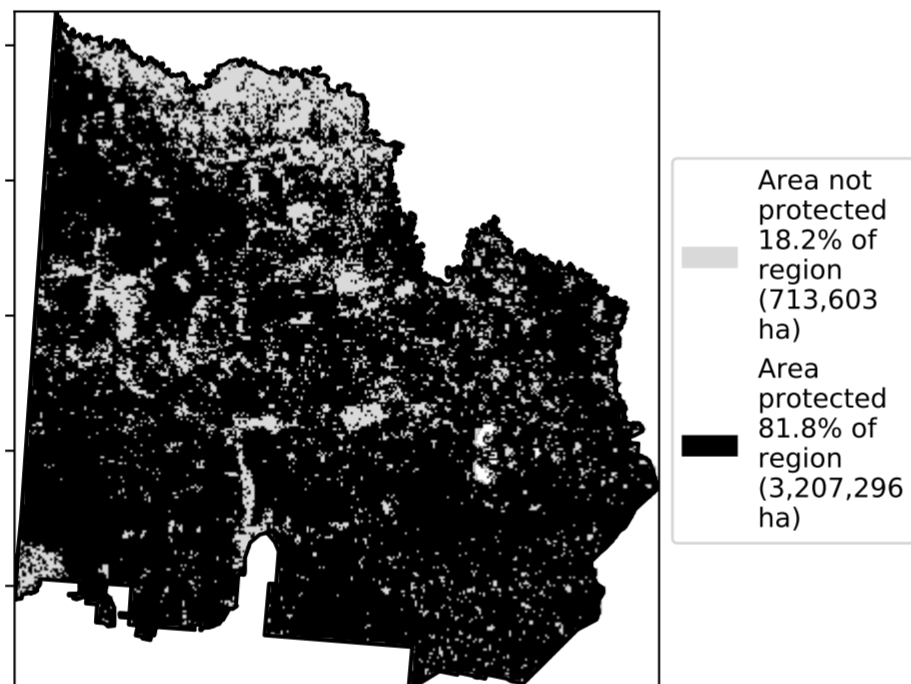 Area not
protected
18.2% of
region
(713,603
ha)
Area
protected
81.8% of
region
(3,207,296
ha)